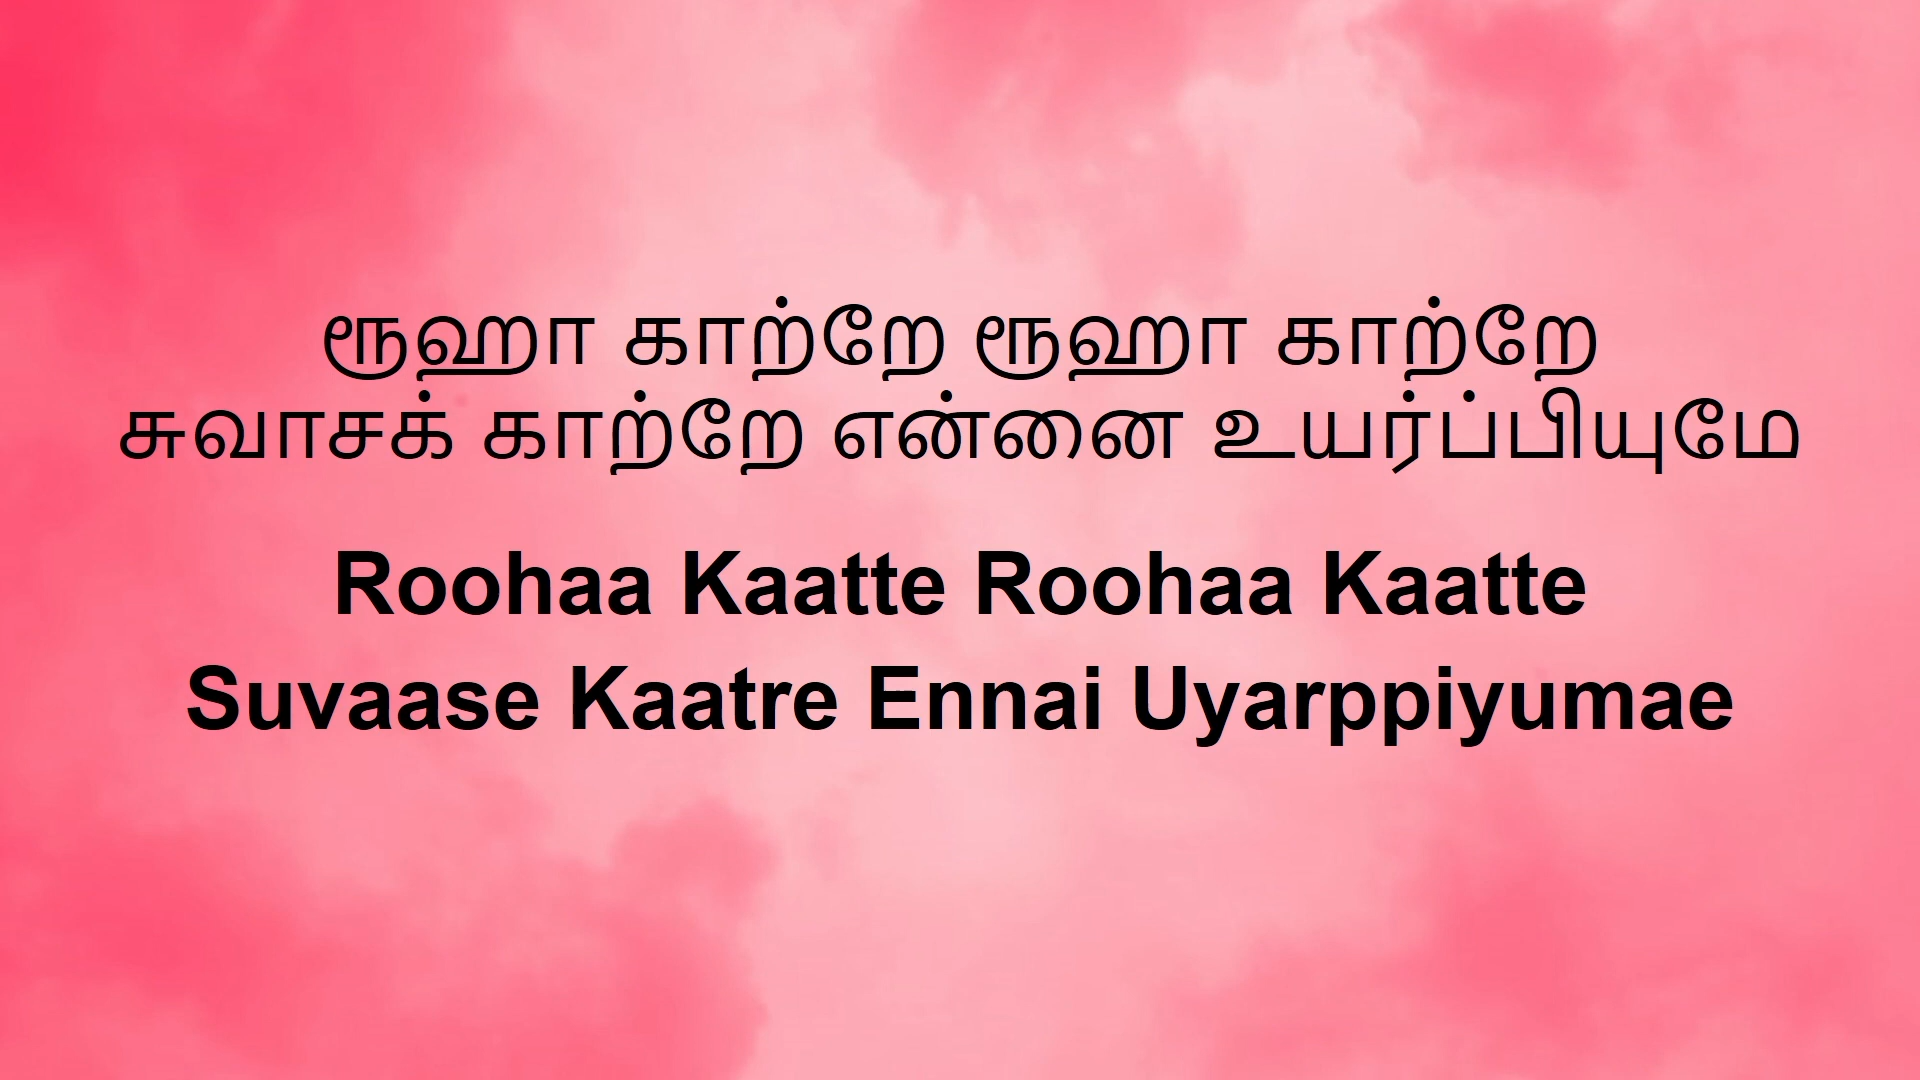 ரூஹா காற்றே ரூஹா காற்றே
சுவாசக் காற்றே என்னை உயர்ப்பியுமே
Roohaa Kaatte Roohaa Kaatte
Suvaase Kaatre Ennai Uyarppiyumae